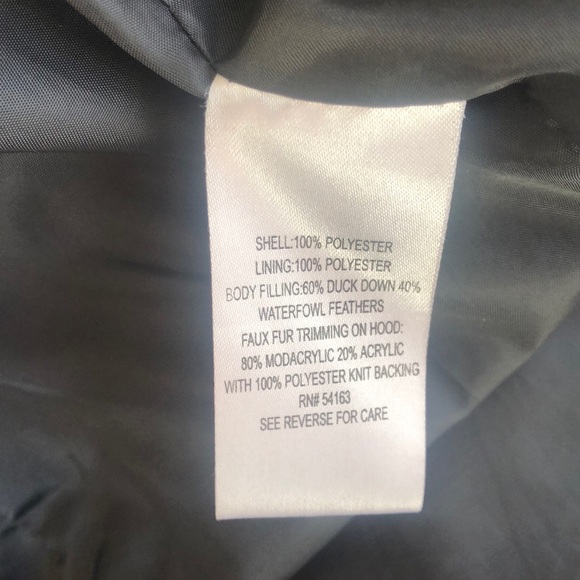 SHELL:100% POLYESTER
LINING:100% POLYESTER
BODY FILLING:60% DUCK DOWN 40%
WATERFOWL FEATHERS
FAUX FUR TRIMMING ON HOOD:
80% MODACRYLIC 20% ACRYLIC
WITH 100% POLYESTER KNIT BACKING
RN# 54163
SEE REVERSE FOR CARE